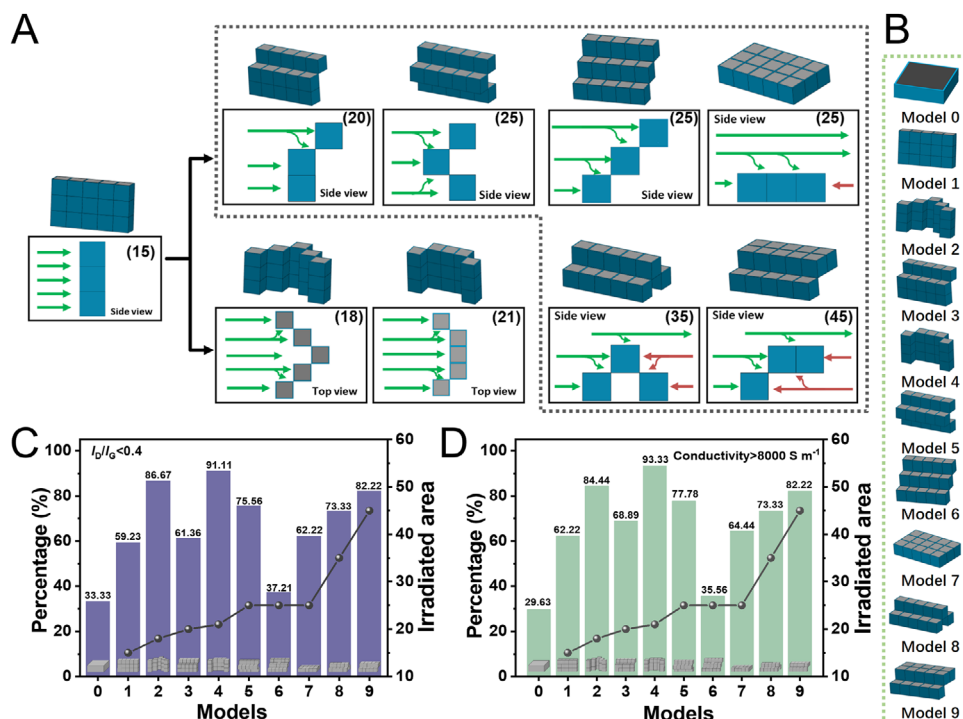 A
B
(20)
Side view
(25)
Side view
(25)
Side view
Side view
(25)
(15)
Side view
(18)
Top view
(21)
Top view
Side view
(35)
Side view
(45)
Model 0
Model 1
Model 2
Model 3
Model 4
Model 5
Model 6
Model 7
Model 8
Model 9
C
I_D/I_G<0.4
Percentage (%)
100
80
60
40
20
0
33.33
59.23
86.67
61.36
91.11
75.56
37.21
62.22
73.33
82.22
60
50
40
30
20
10
Irradiated area
0 1 2 3 4 5 6 7 8 9
Models
D
Conductivity>8000 S m⁻¹
Percentage (%)
100
80
60
40
20
0
29.63
62.22
84.44
68.89
93.33
77.78
35.56
64.44
73.33
82.22
60
50
40
30
20
10
Irradiated area
0 1 2 3 4 5 6 7 8 9
Models